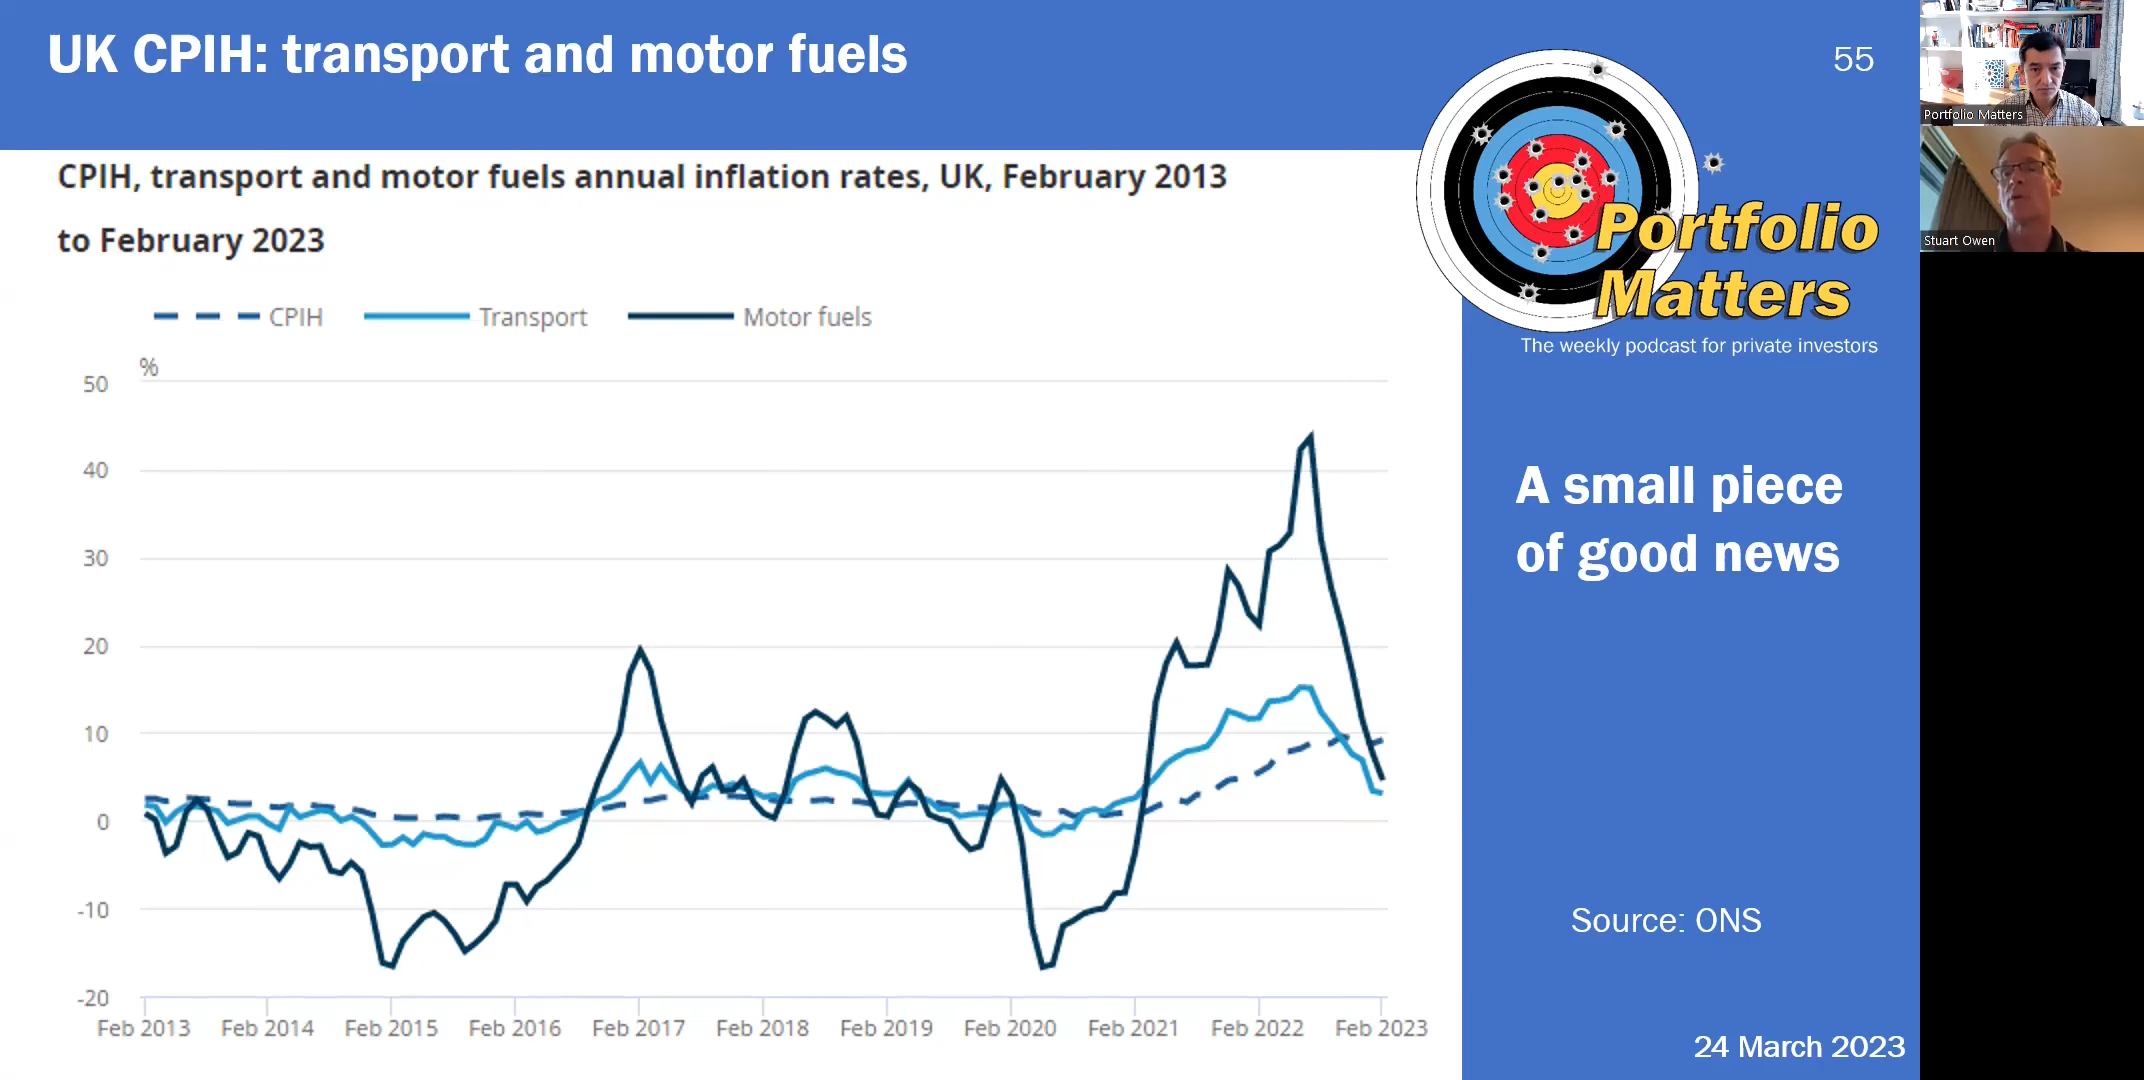 UK CPIH: transport and motor fuels
55
Portfolio Matters
Stuart Owen
CPIH, transport and motor fuels annual inflation rates, UK, February 2013
to February 2023
CPIH
Transport
Motor fuels
Portfolio
Matters
The weekly podcast for private investors
%
50
40
30
20
10
0
-10
-20
Feb 2013
Feb 2014
Feb 2015
Feb 2016
Feb 2017
Feb 2018
Feb 2019
Feb 2020
Feb 2021
Feb 2022
Feb 2023
A small piece
of good news
Source: ONS
24 March 2023